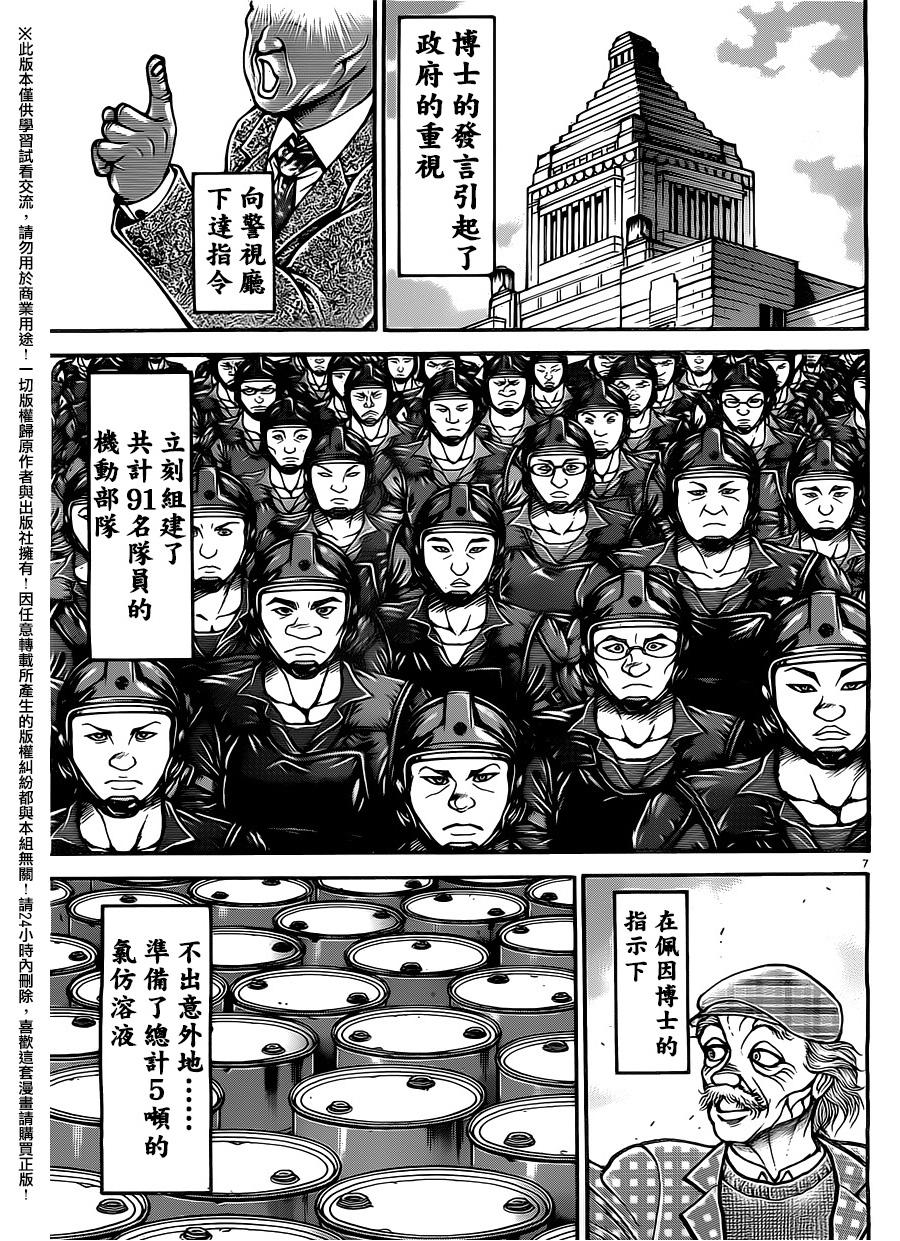 博士的發言引起了
政府的重視
向警視廳
下達指令
立刻組建了
共計91名隊員的
機動部隊
7
在佩因博士的
指示下
不出意外地……
準備了總計5噸的
氯仿溶液
※此版本僅供學習試看交流，請勿用於商業用途！一切版權歸原作者與出版社擁有！因任意轉載所產生的版權糾紛都與本組無關！請24小時內刪除，喜歡這套漫畫請購買正版！